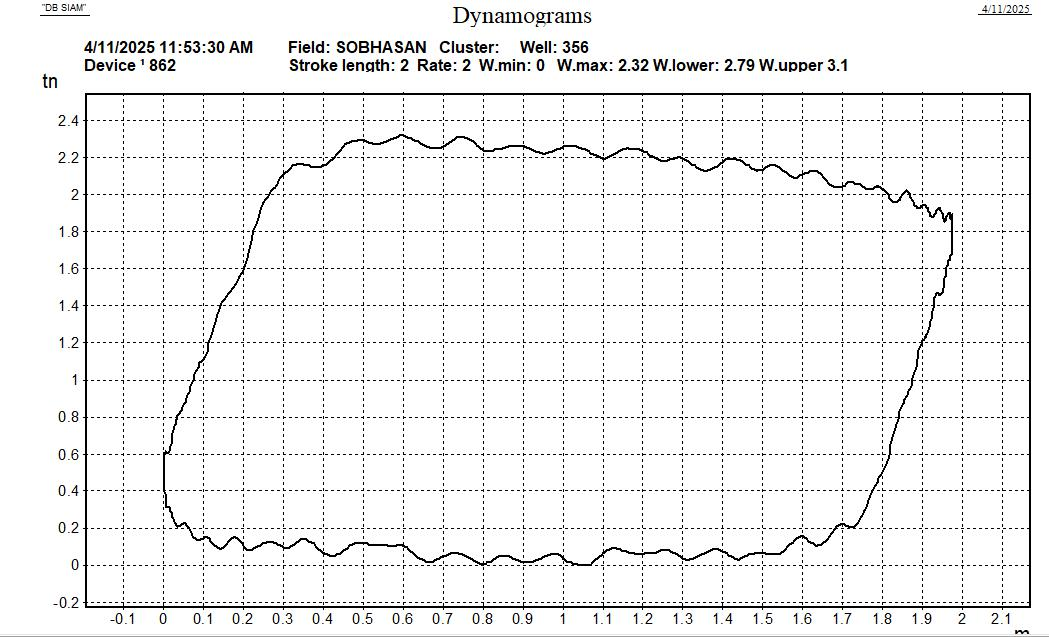 "DB SIAM"
4/11/2025
Dynamograms
4/11/2025 11:53:30 AM Field: SOBHASAN Cluster: Well: 356
Device ¹ 862 Stroke length: 2 Rate: 2 W.min: 0 W.max: 2.32 W.lower: 2.79 W.upper 3.1
tn
2.4
2.2
2
1.8
1.6
1.4
1.2
1
0.8
0.6
0.4
0.2
0
-0.2
-0.1 0 0.1 0.2 0.3 0.4 0.5 0.6 0.7 0.8 0.9 1 1.1 1.2 1.3 1.4 1.5 1.6 1.7 1.8 1.9 2 2.1
m